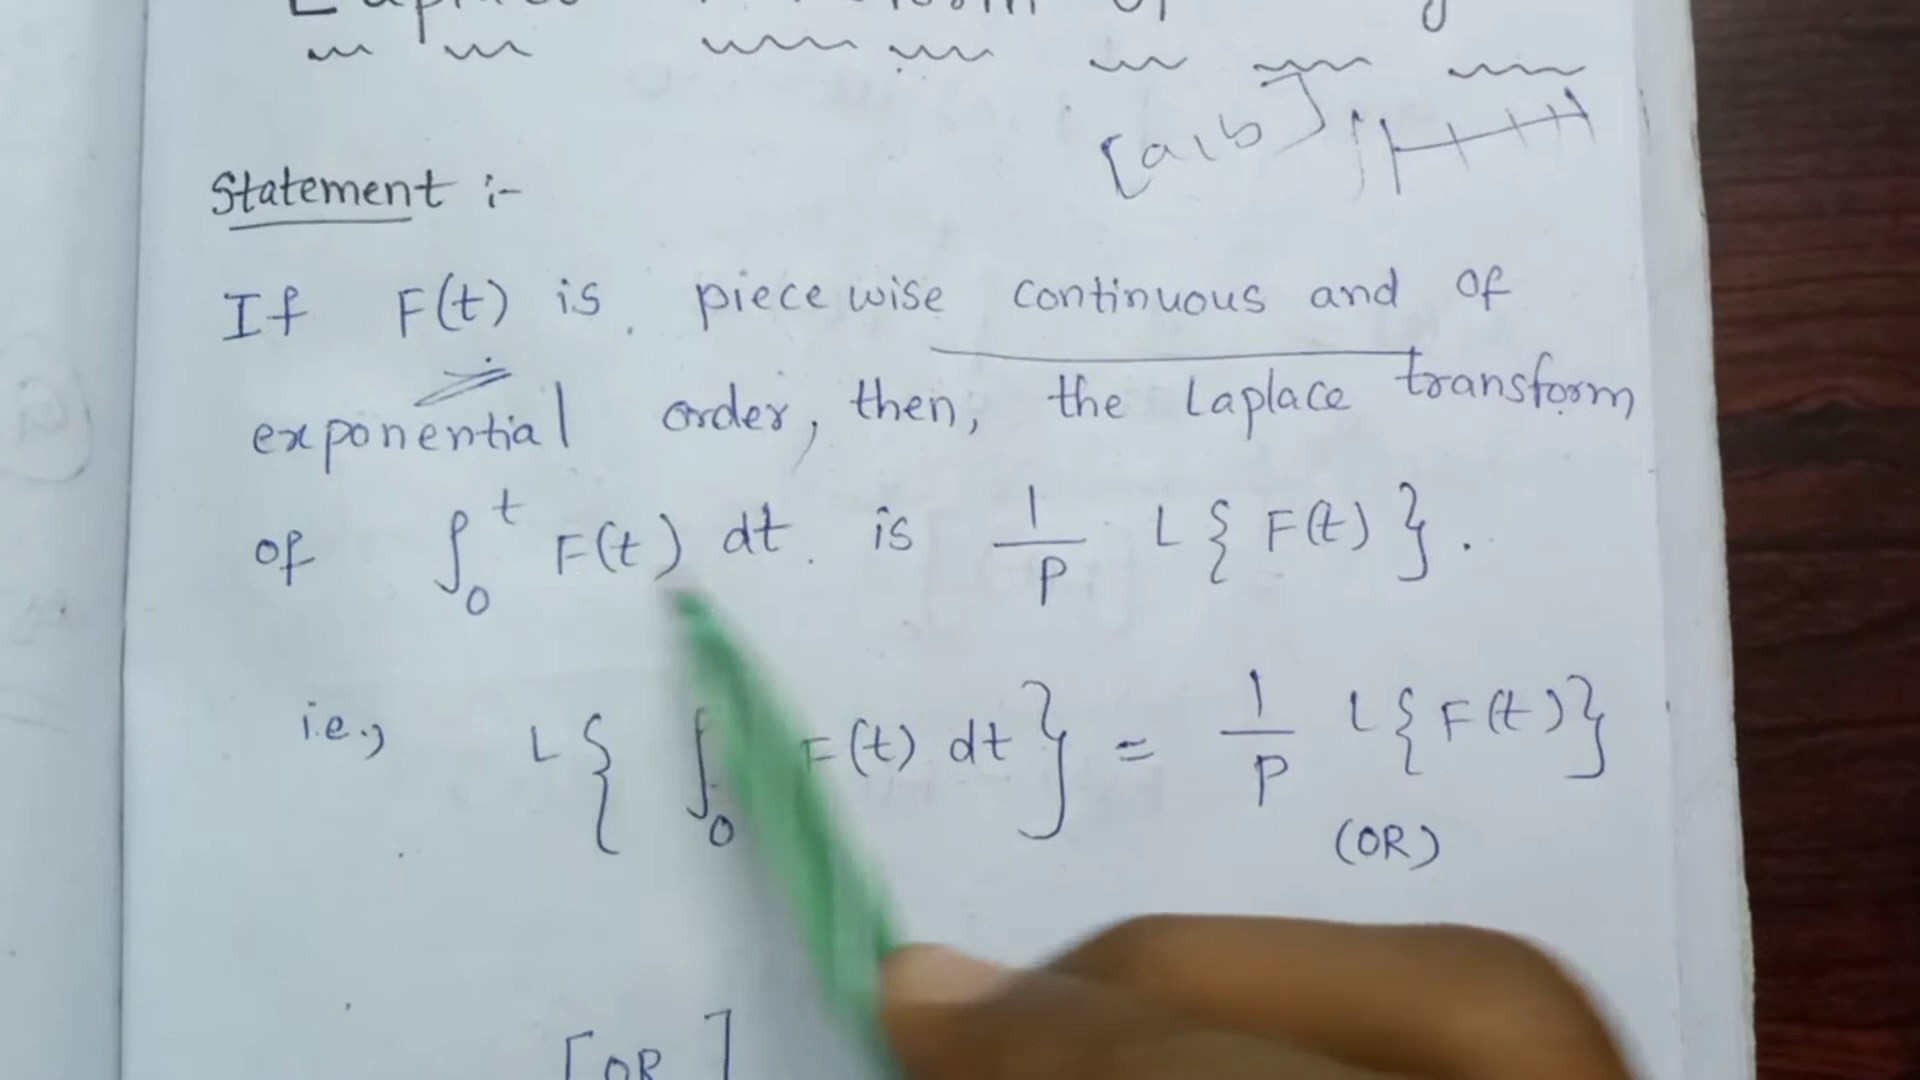 [a,b]
Statement :-
If F(t) is piecewise continuous and of
exponential order, then, the Laplace transform
of ∫₀ᵗ F(t) dt. is 1/P L{F(t)}.
i.e., L{∫₀ F(t) dt} = 1/P L{F(t)}
(OR)
[OR]